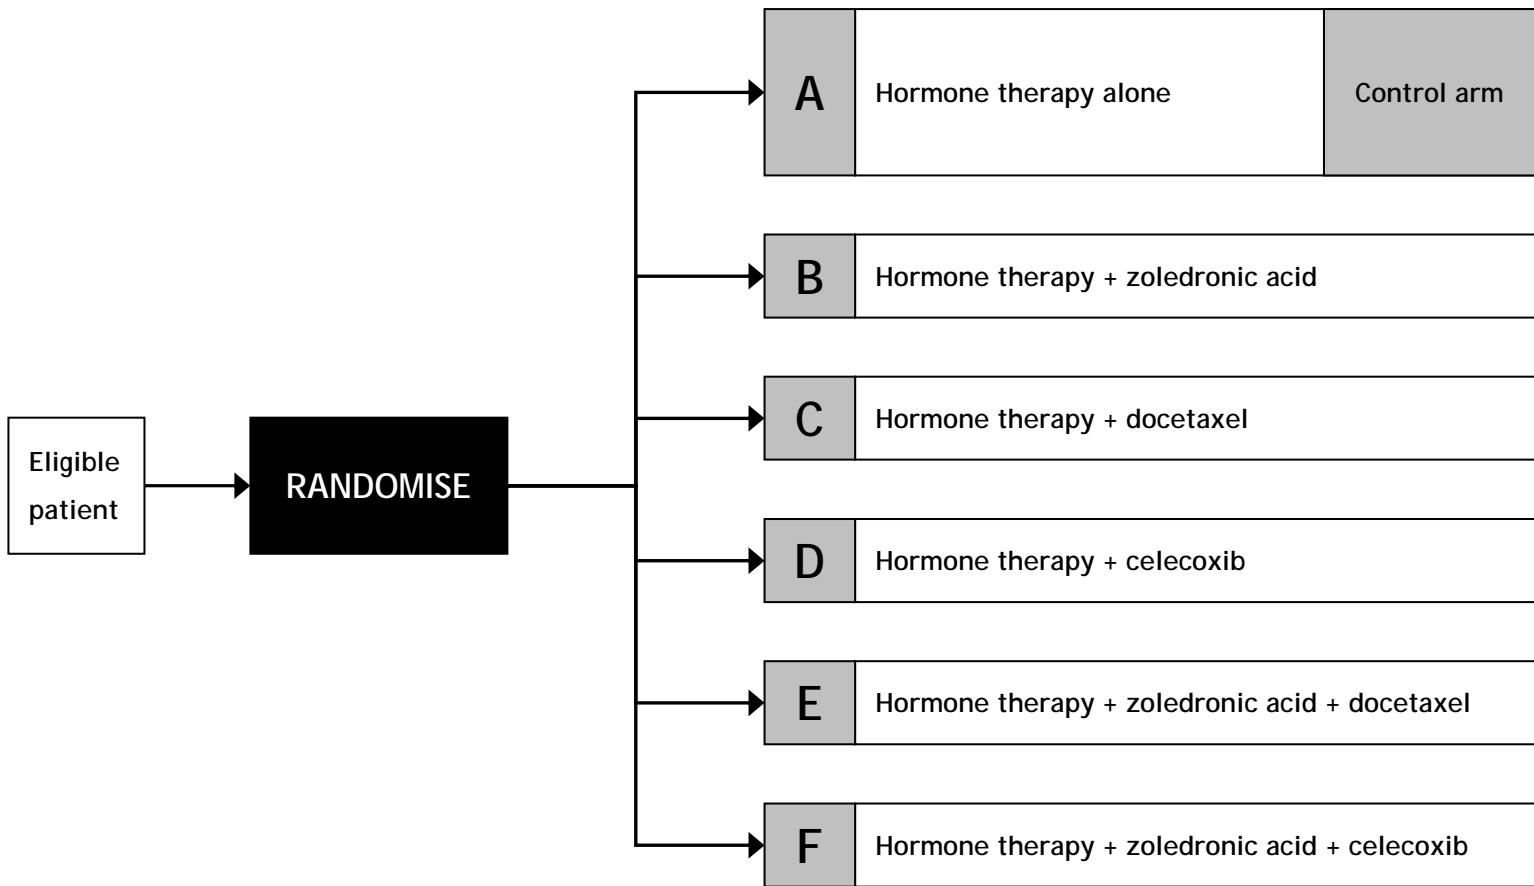 A
Hormone therapy alone
Control arm
B
Hormone therapy + zoledronic acid
C
Hormone therapy + docetaxel
Eligible
patient
RANDOMISE
D
Hormone therapy + celecoxib
E
Hormone therapy + zoledronic acid + docetaxel
F
Hormone therapy + zoledronic acid + celecoxib